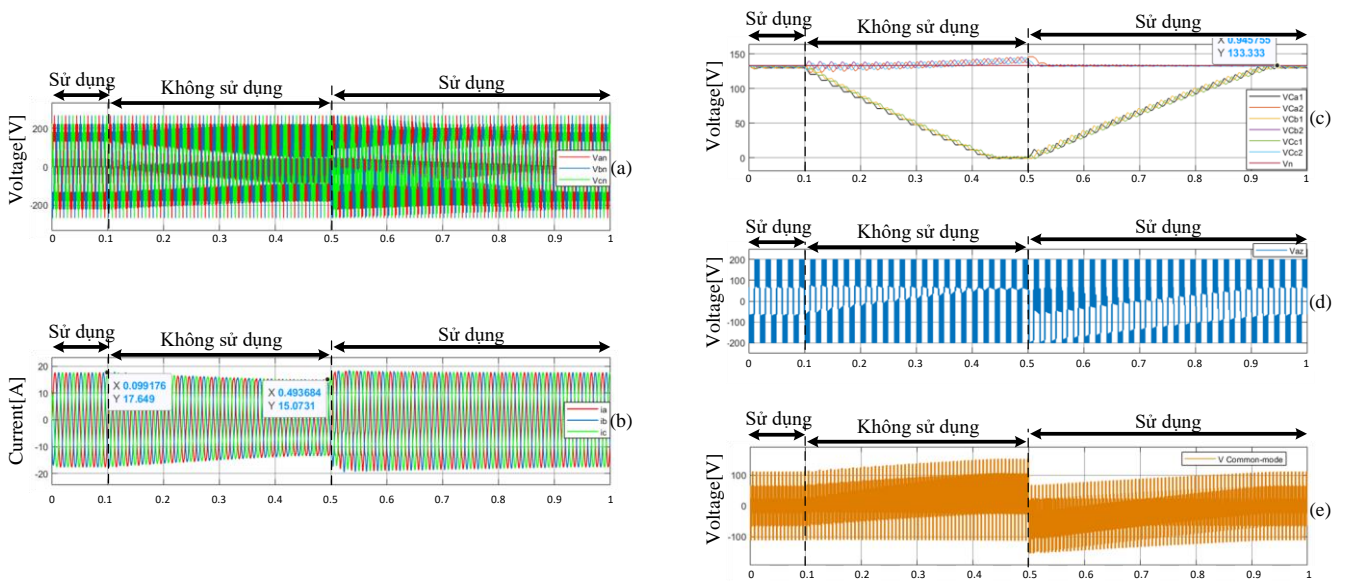 Sử dụng
Không sử dụng
Sử dụng
Voltage[V]
200
0
-200
Van
Vbn
Vcn
(a)
0 0.1 0.2 0.3 0.4 0.5 0.6 0.7 0.8 0.9 1
Sử dụng
Không sử dụng
Sử dụng
Current[A]
20
10
0
-10
-20
X 0.099176
Y 17.649
X 0.493684
Y 15.0731
ia
ib
ic
(b)
0 0.1 0.2 0.3 0.4 0.5 0.6 0.7 0.8 0.9 1
Sử dụng
Không sử dụng
Sử dụng
Voltage[V]
150
100
50
0
X 0.945755
Y 133.333
VCa1
VCa2
VCb1
VCb2
VCc1
VCc2
Vn
(c)
0 0.1 0.2 0.3 0.4 0.5 0.6 0.7 0.8 0.9 1
Sử dụng
Không sử dụng
Sử dụng
Voltage[V]
200
100
0
-100
-200
Vaz
(d)
0 0.1 0.2 0.3 0.4 0.5 0.6 0.7 0.8 0.9 1
Sử dụng
Không sử dụng
Sử dụng
Voltage[V]
100
0
-100
V Common-mode
(e)
0 0.1 0.2 0.3 0.4 0.5 0.6 0.7 0.8 0.9 1